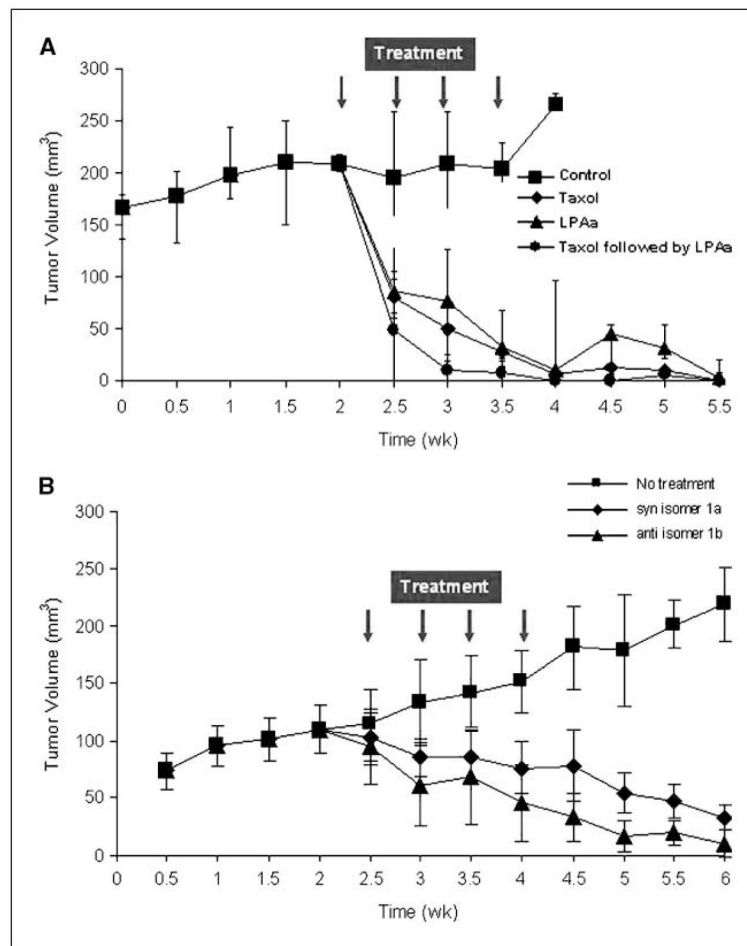 A
Treatment
300
250
200
150
100
50
0
Tumor Volume (mm³)
Control
Taxol
LPAa
Taxol followed by LPAa
0 0.5 1 1.5 2 2.5 3 3.5 4 4.5 5 5.5
Time (wk)
B
No treatment
syn isomer 1a
anti isomer 1b
Treatment
300
250
200
150
100
50
0
Tumor Volume (mm³)
0 0.5 1 1.5 2 2.5 3 3.5 4 4.5 5 5.5 6
Time (wk)